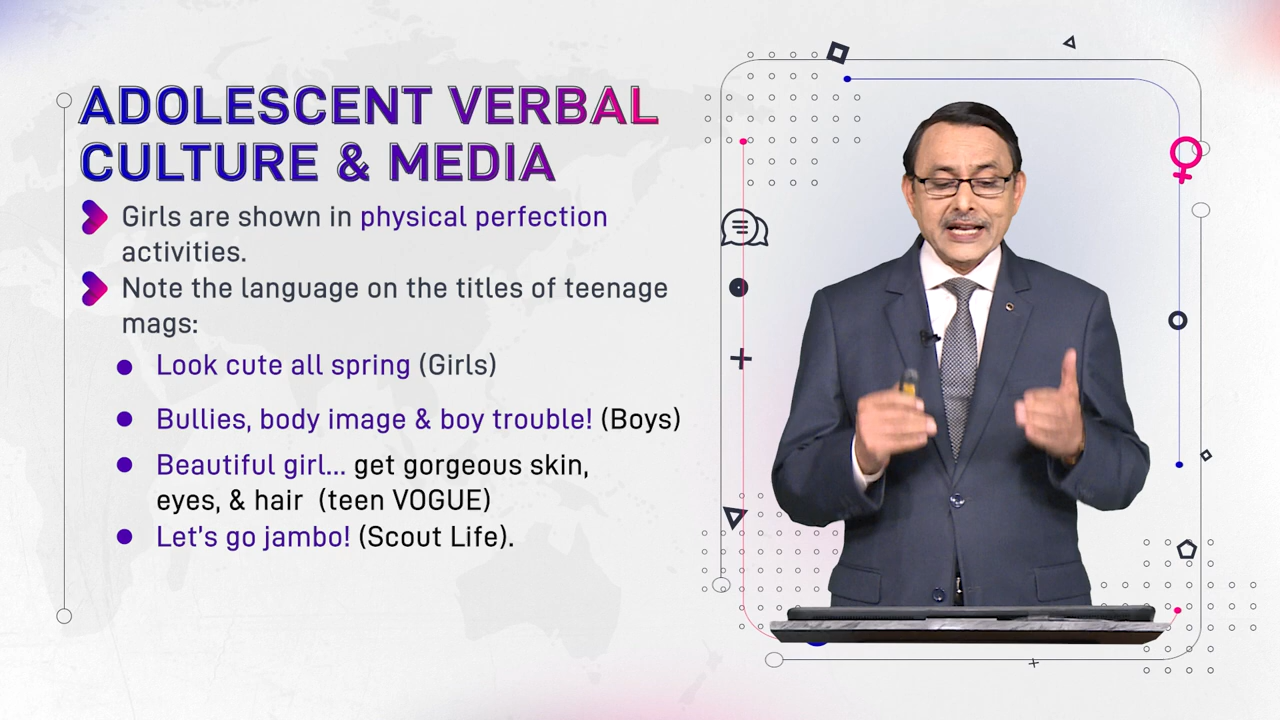 ADOLESCENT VERBAL
CULTURE & MEDIA
Girls are shown in physical perfection
activities.
Note the language on the titles of teenage
mags:
Look cute all spring (Girls)
Bullies, body image & boy trouble! (Boys)
Beautiful girl... get gorgeous skin,
eyes, & hair (teen VOGUE)
Let's go jambo! (Scout Life).